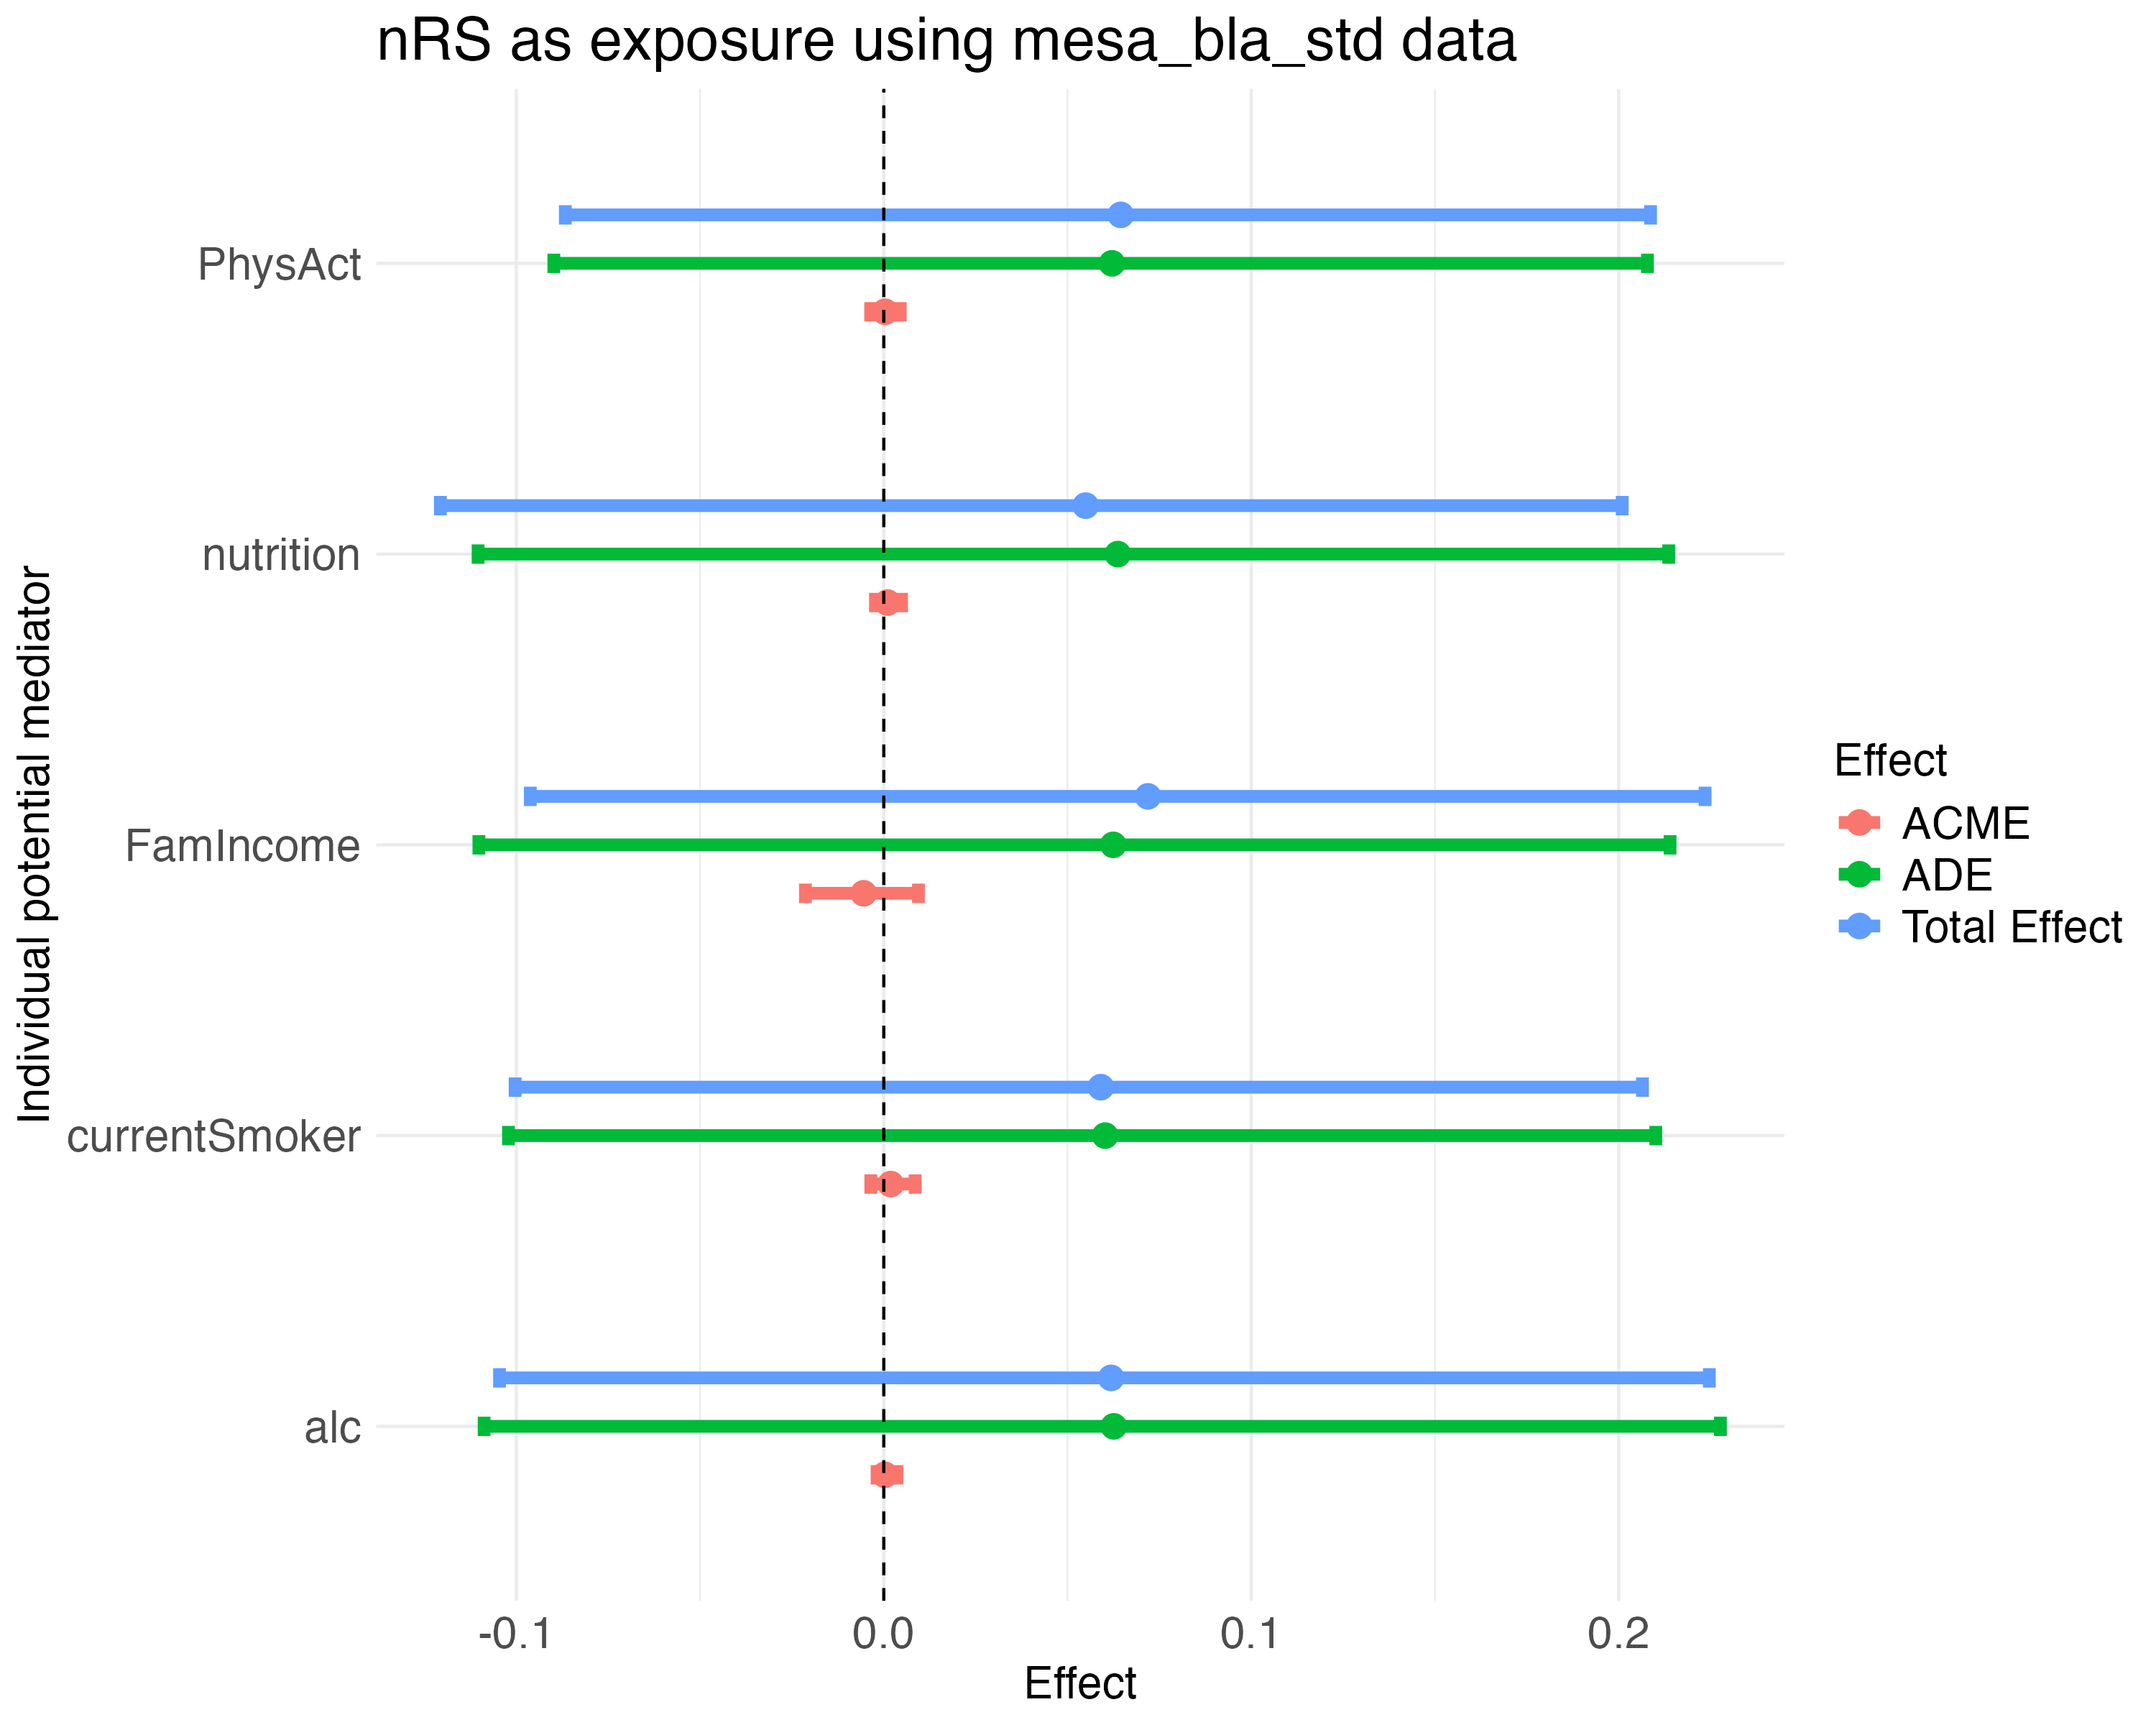 nRS as exposure using mesa_bla_std data
Individual potential mediator
PhysAct
nutrition
FamIncome
currentSmoker
alc
-0.1
0.0
0.1
0.2
Effect
Effect
ACME
ADE
Total Effect